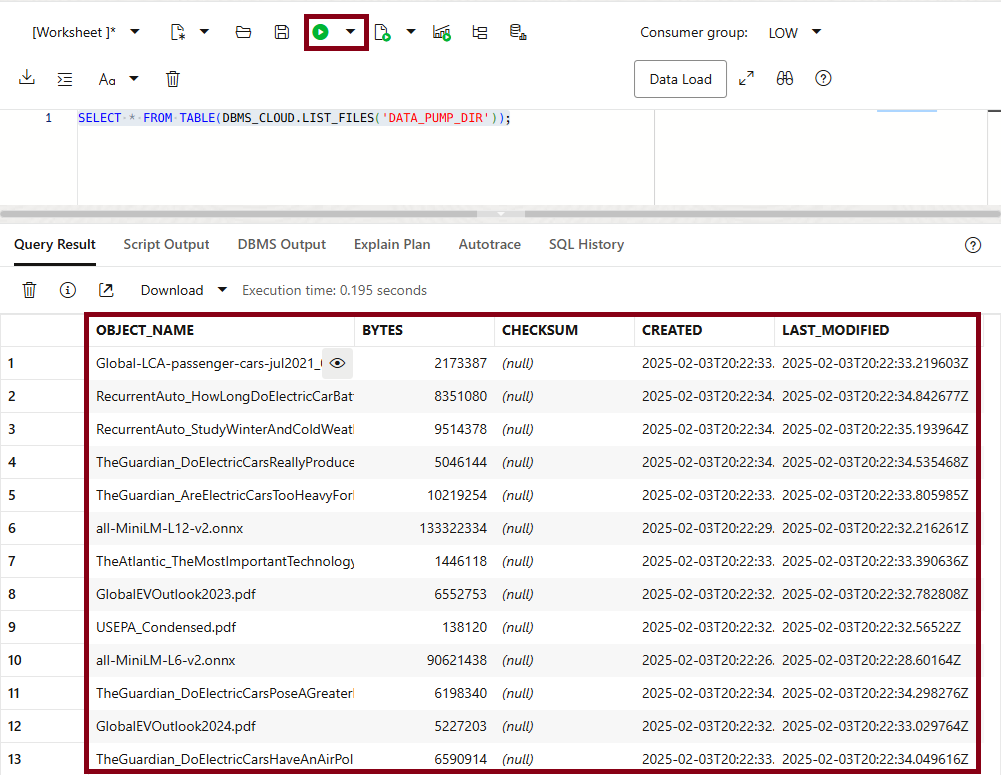 [Worksheet ]* Consumer group: LOW
Aa Data Load
1 SELECT * FROM TABLE(DBMS_CLOUD.LIST_FILES('DATA_PUMP_DIR'));
Query Result Script Output DBMS Output Explain Plan Autotrace SQL History
Download Execution time: 0.195 seconds
OBJECT_NAME BYTES CHECKSUM CREATED LAST_MODIFIED
1 Global-LCA-passenger-cars-jul2021_ 2173387 (null) 2025-02-03T20:22:33. 2025-02-03T20:22:33.219603Z
2 RecurrentAuto_HowLongDoElectricCarBatt 8351080 (null) 2025-02-03T20:22:34. 2025-02-03T20:22:34.842677Z
3 RecurrentAuto_StudyWinterAndColdWeatl 9514378 (null) 2025-02-03T20:22:34. 2025-02-03T20:22:35.193964Z
4 TheGuardian_DoElectricCarsReallyProduce 5046144 (null) 2025-02-03T20:22:34. 2025-02-03T20:22:34.535468Z
5 TheGuardian_AreElectricCarsTooHeavyFor 10219254 (null) 2025-02-03T20:22:33. 2025-02-03T20:22:33.805985Z
6 all-MiniLM-L12-v2.onnx 133322334 (null) 2025-02-03T20:22:29. 2025-02-03T20:22:32.216261Z
7 TheAtlantic_TheMostImportantTechnology 1446118 (null) 2025-02-03T20:22:33. 2025-02-03T20:22:33.390636Z
8 GlobalEVOutlook2023.pdf 6552753 (null) 2025-02-03T20:22:32. 2025-02-03T20:22:32.782808Z
9 USEPA_Condensed.pdf 138120 (null) 2025-02-03T20:22:32. 2025-02-03T20:22:32.56522Z
10 all-MiniLM-L6-v2.onnx 90621438 (null) 2025-02-03T20:22:26. 2025-02-03T20:22:28.60164Z
11 TheGuardian_DoElectricCarsPoseAGreater 6198340 (null) 2025-02-03T20:22:34. 2025-02-03T20:22:34.298276Z
12 GlobalEVOutlook2024.pdf 5227203 (null) 2025-02-03T20:22:32. 2025-02-03T20:22:33.029764Z
13 TheGuardian_DoElectricCarsHaveAnAirPol 6590914 (null) 2025-02-03T20:22:33. 2025-02-03T20:22:34.049616Z